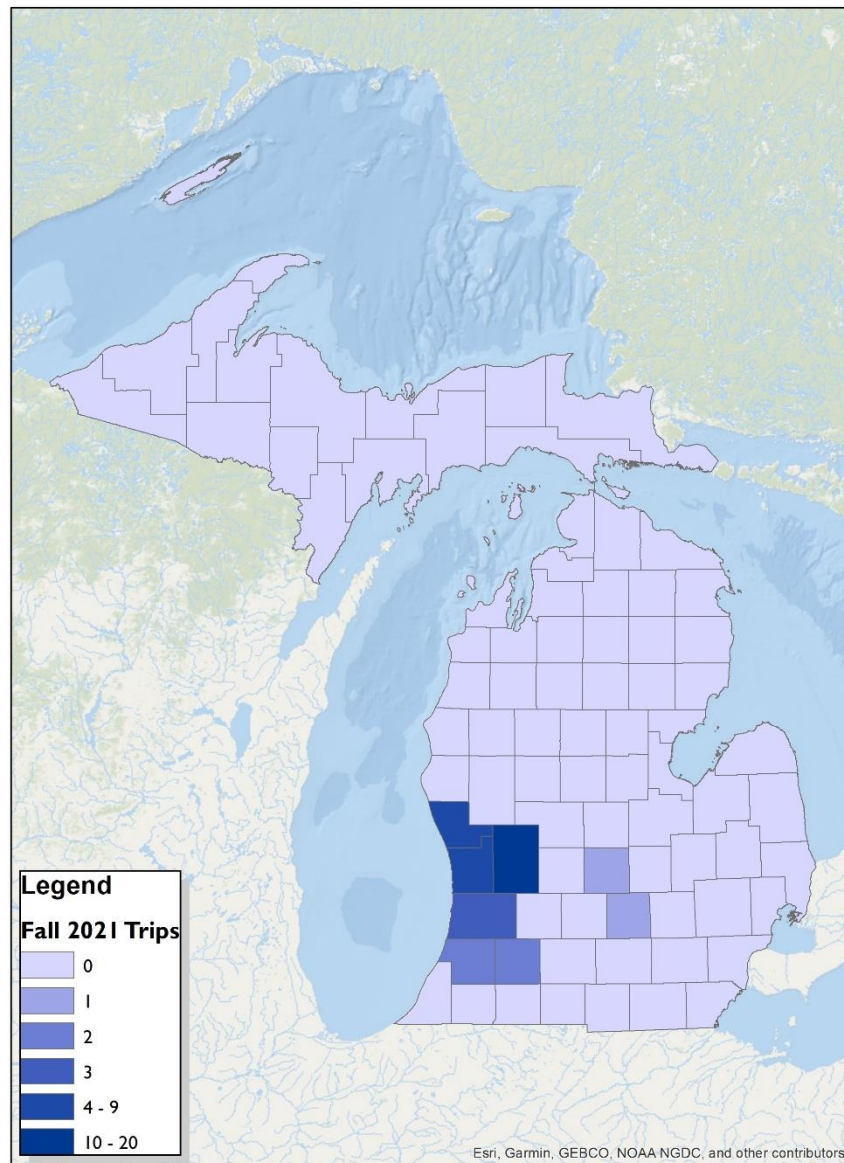 Legend
Fall 2021 Trips
0
1
2
3
4 - 9
10 - 20
Esri, Garmin, GEBCO, NOAA NGDC, and other contributors